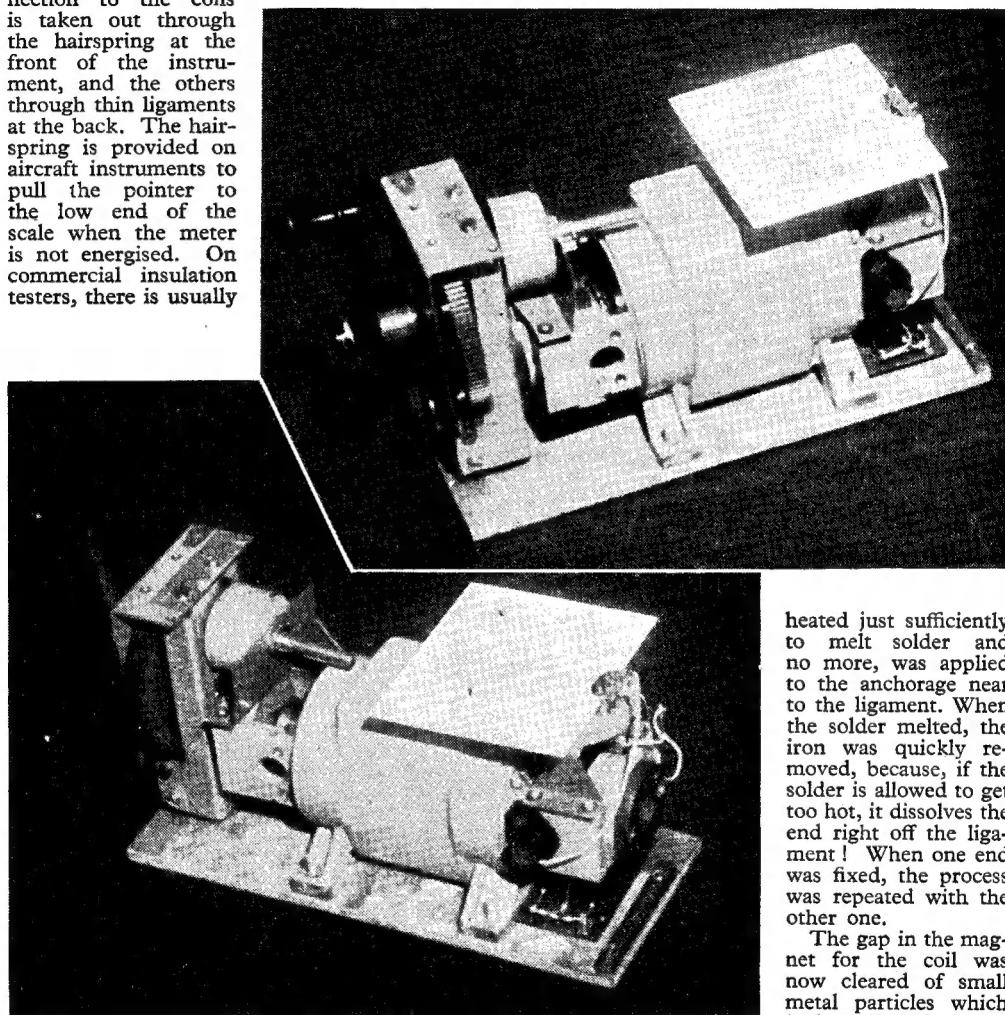 is taken out through
the hairspring at the
front of the instru-
ment, and the others
through thin ligaments
at the back. The hair-
spring is provided on
aircraft instruments to
pull the pointer to
the low end of the
scale when the meter
is not energised. On
commercial insulation
testers, there is usually
heated just sufficiently
to melt solder and
no more, was applied
to the anchorage near
to the ligament. When
the solder melted, the
iron was quickly re-
moved, because, if the
solder is allowed to get
too hot, it dissolves the
end right off the liga-
ment ! When one end
was fixed, the process
was repeated with the
other one.
The gap in the mag-
net for the coil was
now cleared of small
metal particles which